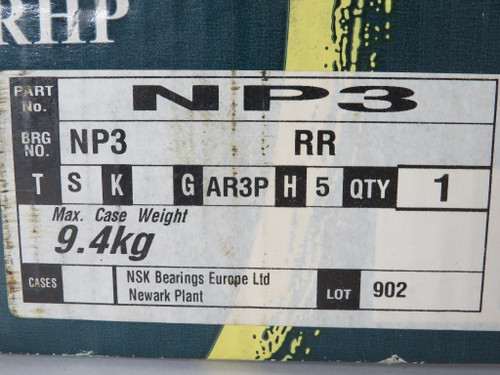 RHP
PART No. NP3
BRG NO. NP3 RR
T S K G AR3P H 5 QTY 1
Max. Case Weight
9.4kg
CASES
NSK Bearings Europe Ltd
Newark Plant
LOT 902